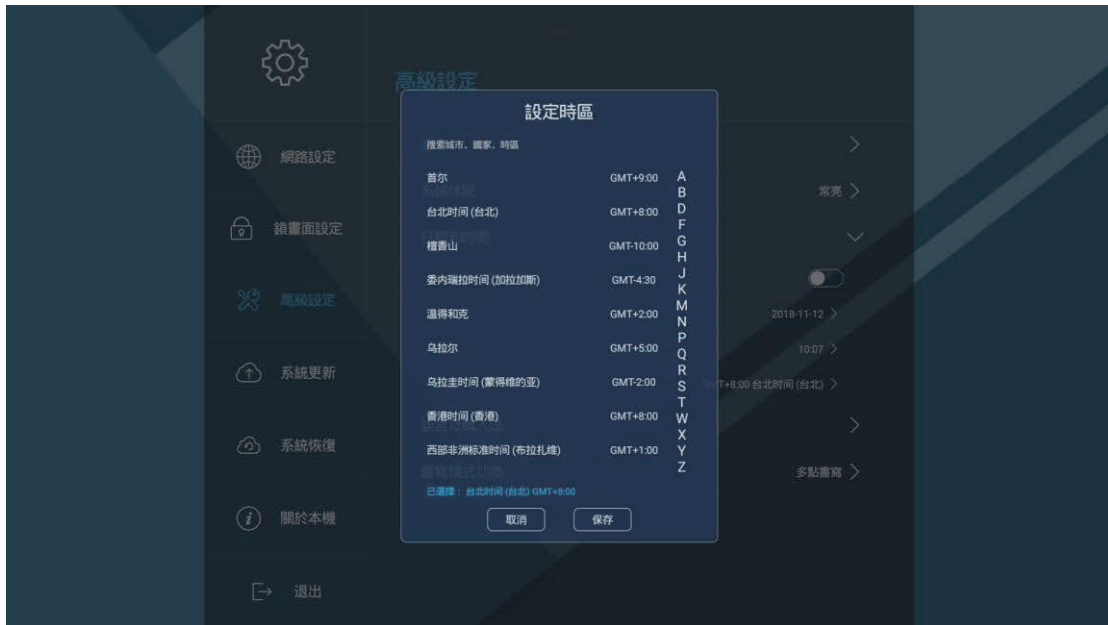 高級設定
設定時區
搜索城市、國家、時區
首尔 GMT+9:00
台北时间 (台北) GMT+8:00
檀香山 GMT-10:00
委内瑞拉时间 (加拉加斯) GMT-4:30
温得和克 GMT+2:00
乌拉尔 GMT+5:00
乌拉圭时间 (蒙得维的亚) GMT-2:00
香港时间 (香港) GMT+8:00
西部非洲标准时间 (布拉扎维) GMT+1:00
已選擇： 台北时间 (台北) GMT+8:00
取消
保存
A
B
D
F
G
H
J
K
M
N
P
Q
R
S
T
W
X
Y
Z
網路設定
鎖畫面設定
高級設定
系統更新
系統恢復
關於本機
退出
常亮
2018-11-12
10:07
GMT+8:00 台北时间 (台北)
多點書寫